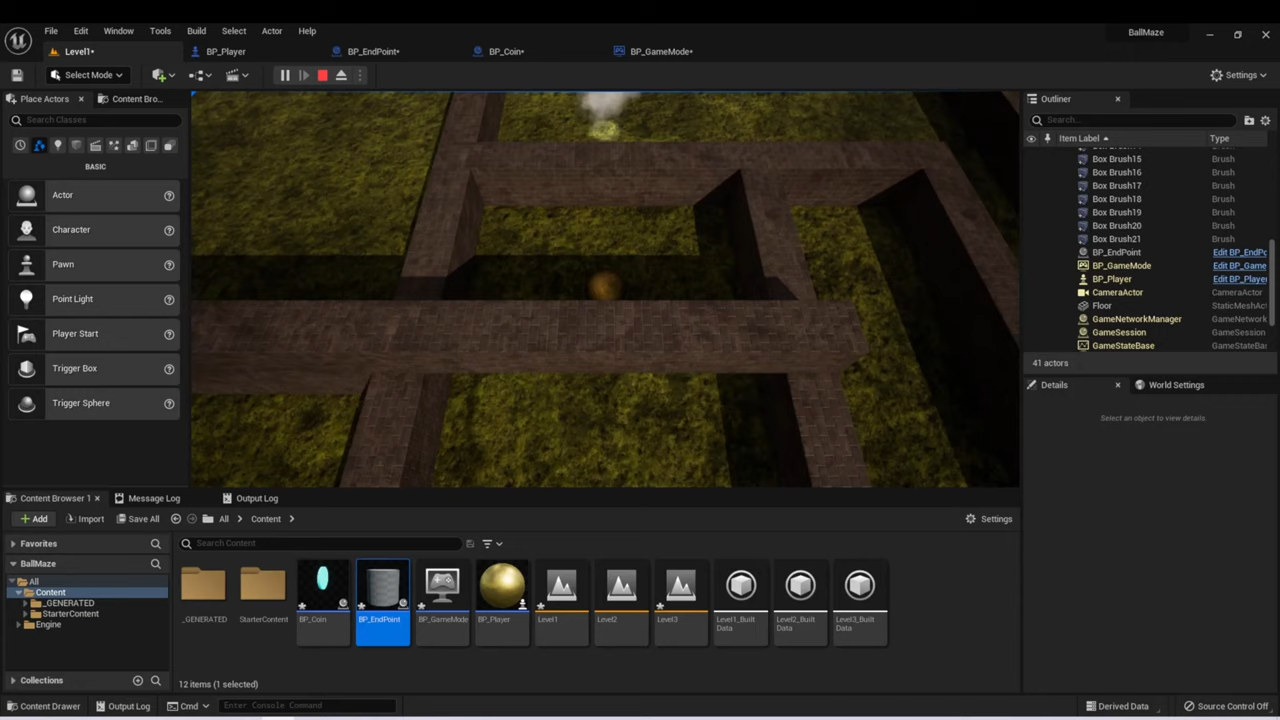 File Edit Window Tools Build Select Actor Help
BallMaze
Level1* BP_Player BP_EndPoint* BP_Coin* BP_GameMode*
Select Mode Settings
Place Actors Content Bro... Outliner
Search Classes Search...
Item Label Type
BASIC
Box Brush15 Brush
Box Brush16 Brush
Box Brush17 Brush
Box Brush18 Brush
Box Brush19 Brush
Box Brush20 Brush
Box Brush21 Brush
BP_EndPoint Edit BP_EndPo
BP_GameMode Edit BP_Game
BP_Player Edit BP_Player
CameraActor CameraActor
Floor StaticMeshAc
GameNetworkManager GameNetwork
GameSession GameSession
GameStateBase GameStateBas
41 actors
Actor
Character
Pawn
Point Light
Player Start
Trigger Box
Trigger Sphere
Details World Settings
Select an object to view details.
Content Browser 1 Message Log Output Log
Add Import Save All All Content Settings
Favorites Search Content
BallMaze
All
Content
_GENERATED
StarterContent
Engine
Collections
_GENERATED StarterContent BP_Coin BP_EndPoint BP_GameMode BP_Player Level1 Level2 Level3 Level1_Built Level2_Built Level3_Built
Data Data Data
12 items (1 selected)
Content Drawer Output Log Cmd Enter Console Command Derived Data Source Control Off